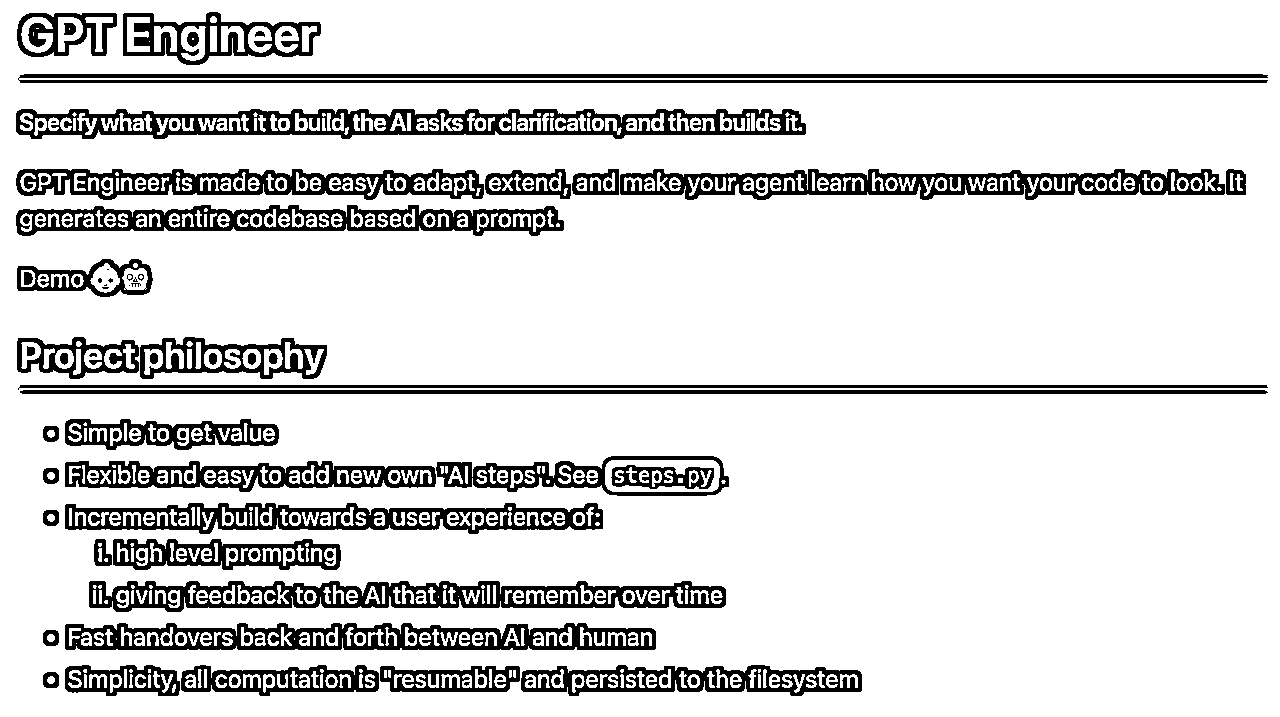 GPT Engineer
Specify what you want it to build, the AI asks for clarification, and then builds it.
GPT Engineer is made to be easy to adapt, extend, and make your agent learn how you want your code to look. It
generates an entire codebase based on a prompt.
Demo 👶🤖
Project philosophy
Simple to get value
Flexible and easy to add new own "AI steps". See steps.py.
Incrementally build towards a user experience of:
i. high level prompting
ii. giving feedback to the AI that it will remember over time
Fast handovers back and forth between AI and human
Simplicity, all computation is "resumable" and persisted to the filesystem